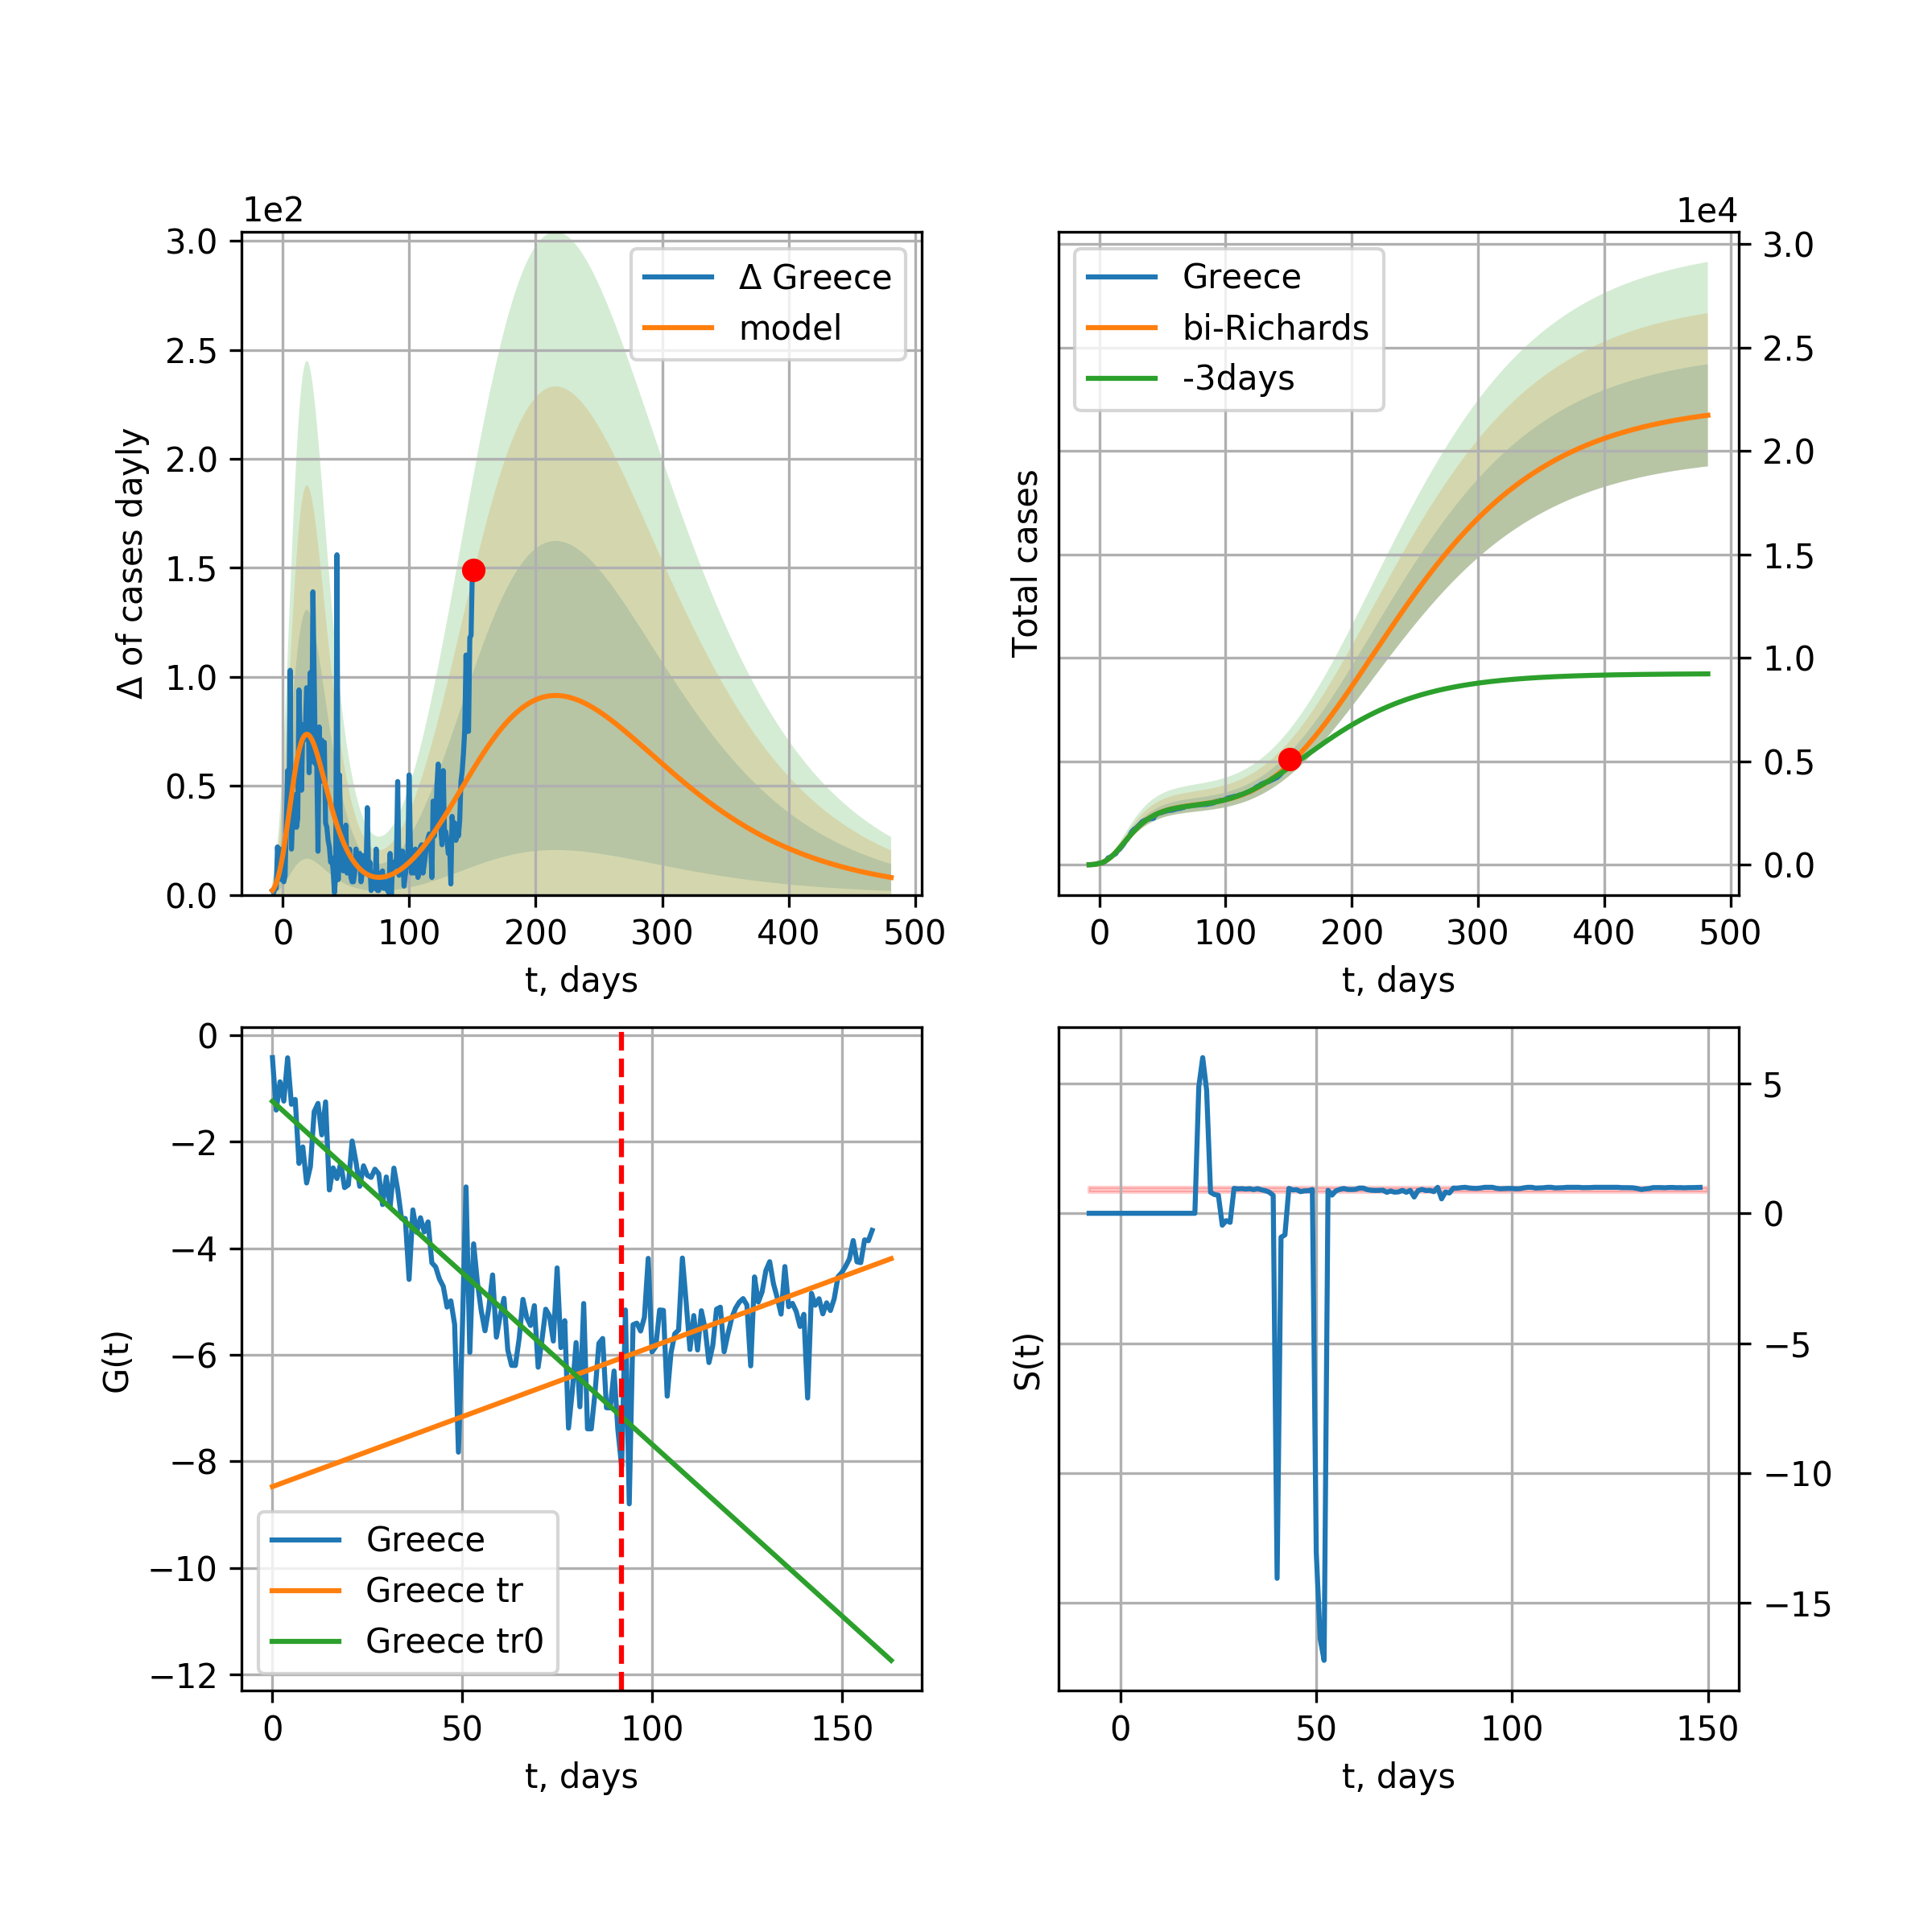 1e2
3.0
2.5
2.0
1.5
1.0
0.5
0.0
Δ of cases dayly
Δ Greece
model
0 100 200 300 400 500
t, days
1e4
3.0
2.5
2.0
1.5
1.0
0.5
0.0
Total cases
Greece
bi-Richards
-3days
0 100 200 300 400 500
t, days
0
−2
−4
−6
−8
−10
−12
G(t)
Greece
Greece tr
Greece tr0
0 50 100 150
t, days
5
0
−5
−10
−15
S(t)
0 50 100 150
t, days